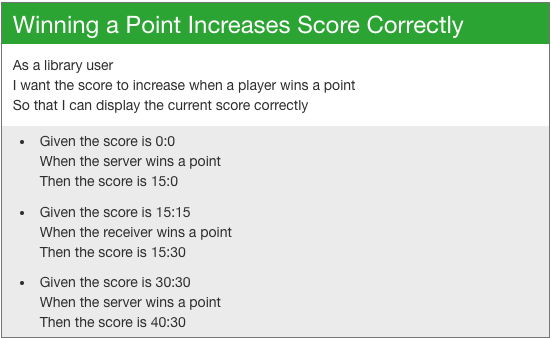 Winning a Point Increases Score Correctly
As a library user
I want the score to increase when a player wins a point
So that I can display the current score correctly
• Given the score is 0:0
When the server wins a point
Then the score is 15:0
• Given the score is 15:15
When the receiver wins a point
Then the score is 15:30
• Given the score is 30:30
When the server wins a point
Then the score is 40:30